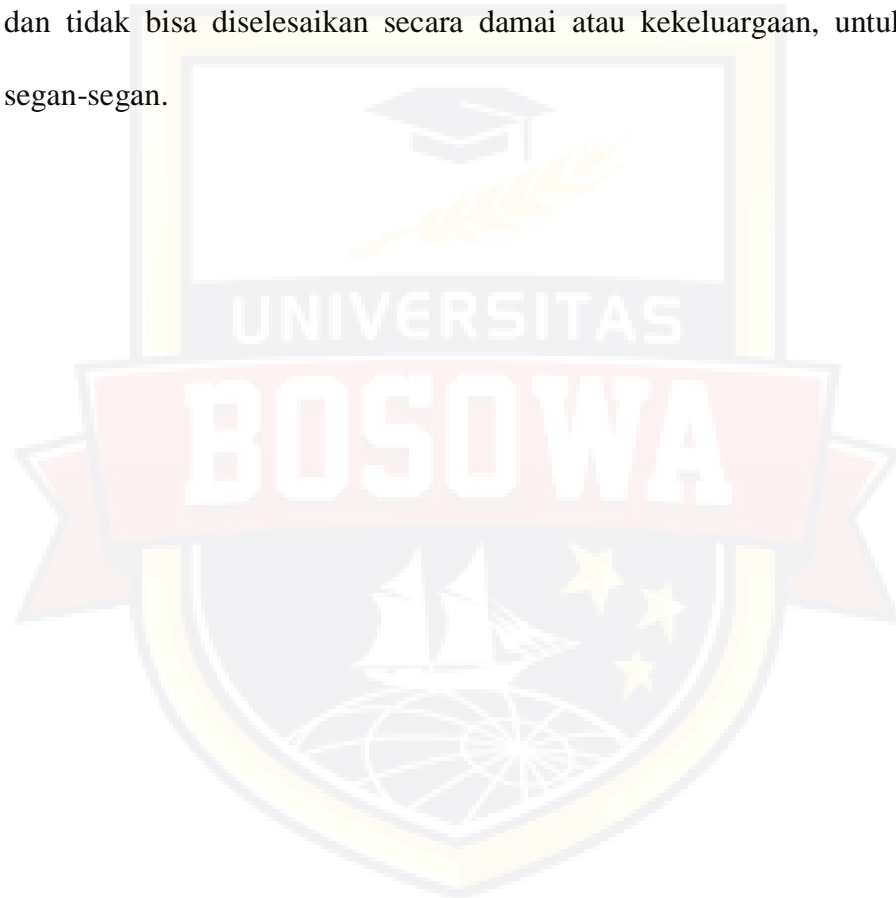 dan tidak bisa diselesaikan secara damai atau kekeluargaan,
segan-segan.
UNIVERSITAS
BOSOWA